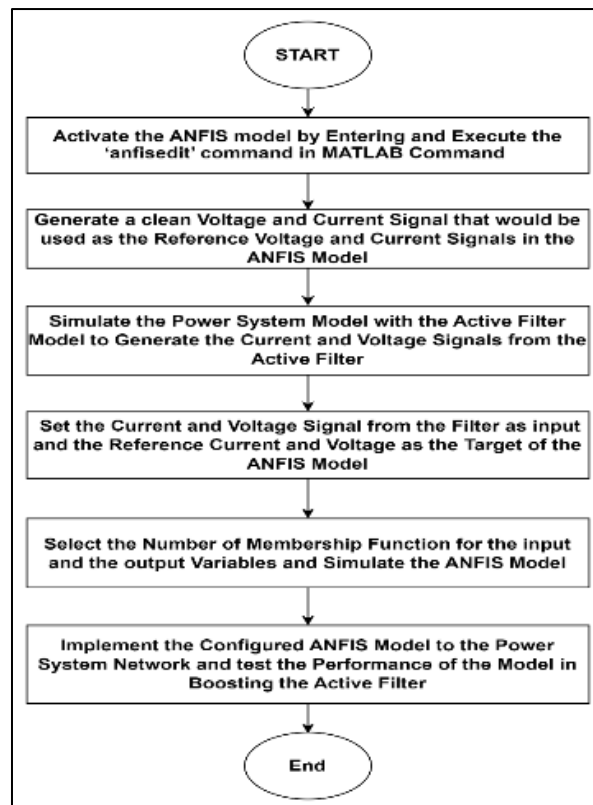 START
Activate the ANFIS model by Entering and Execute the
‘anfisedit’ command in MATLAB Command
Generate a clean Voltage and Current Signal that would be
used as the Reference Voltage and Current Signals in the
ANFIS Model
Simulate the Power System Model with the Active Filter
Model to Generate the Current and Voltage Signals from the
Active Filter
Set the Current and Voltage Signal from the Filter as input
and the Reference Current and Voltage as the Target of the
ANFIS Model
Select the Number of Membership Function for the input
and the output Variables and Simulate the ANFIS Model
Implement the Configured ANFIS Model to the Power
System Network and test the Performance of the Model in
Boosting the Active Filter
End